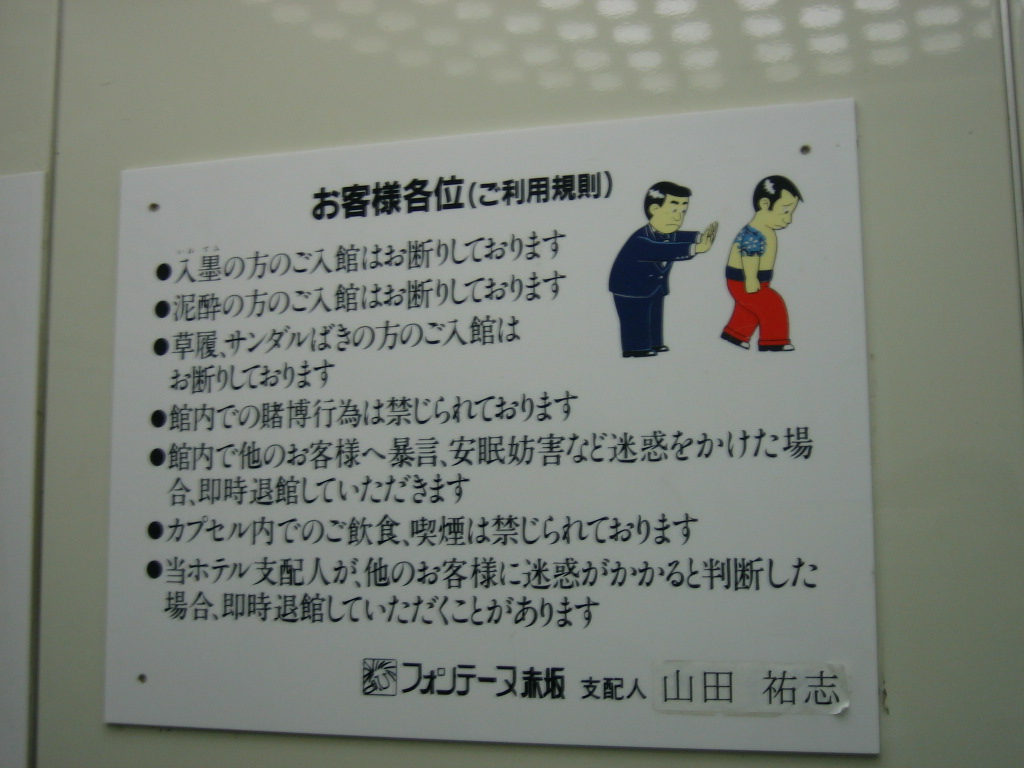 お客様各位(ご利用規則)
●入墨の方のご入館はお断りしております
●泥酔の方のご入館はお断りしております
●草履、サンダルばきの方のご入館は
お断りしております
●館内での賭博行為は禁じられております
●館内で他のお客様へ暴言、安眠妨害など迷惑をかけた場
合、即時退館していただきます
●カプセル内でのご飲食、喫煙は禁じられております
●当ホテル支配人が、他のお客様に迷惑がかかると判断した
場合、即時退館していただくことがあります
フォンテーヌ赤坂 支配人 山田 祐志